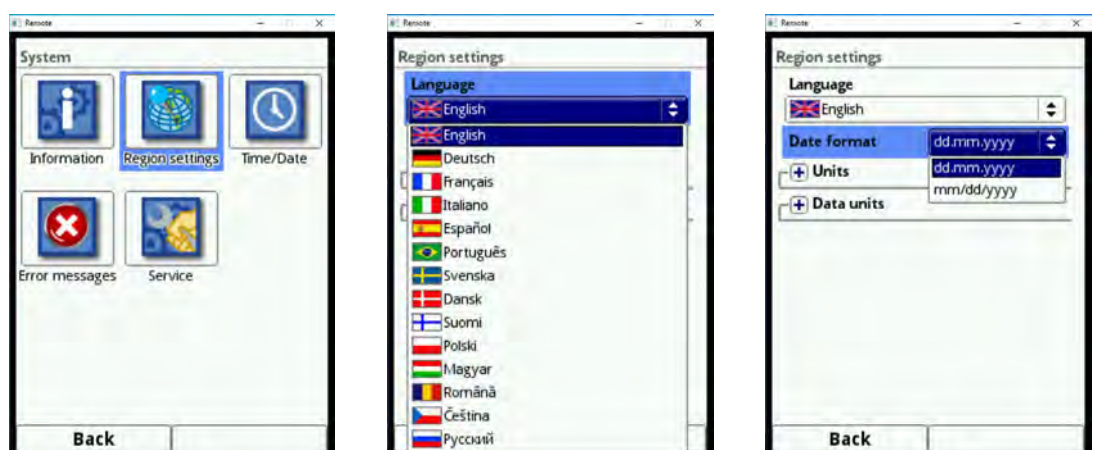 Remote
System
Information
Region settings
Time/Date
Error messages
Service
Back
Remote
Region settings
Language
English
English
Deutsch
Français
Italiano
Español
Português
Svenska
Dansk
Suomi
Polski
Magyar
Română
Čeština
Русский
Remote
Region settings
Language
English
Date format
dd.mm.yyyy
dd.mm.yyyy
mm/dd/yyyy
Units
Data units
Back